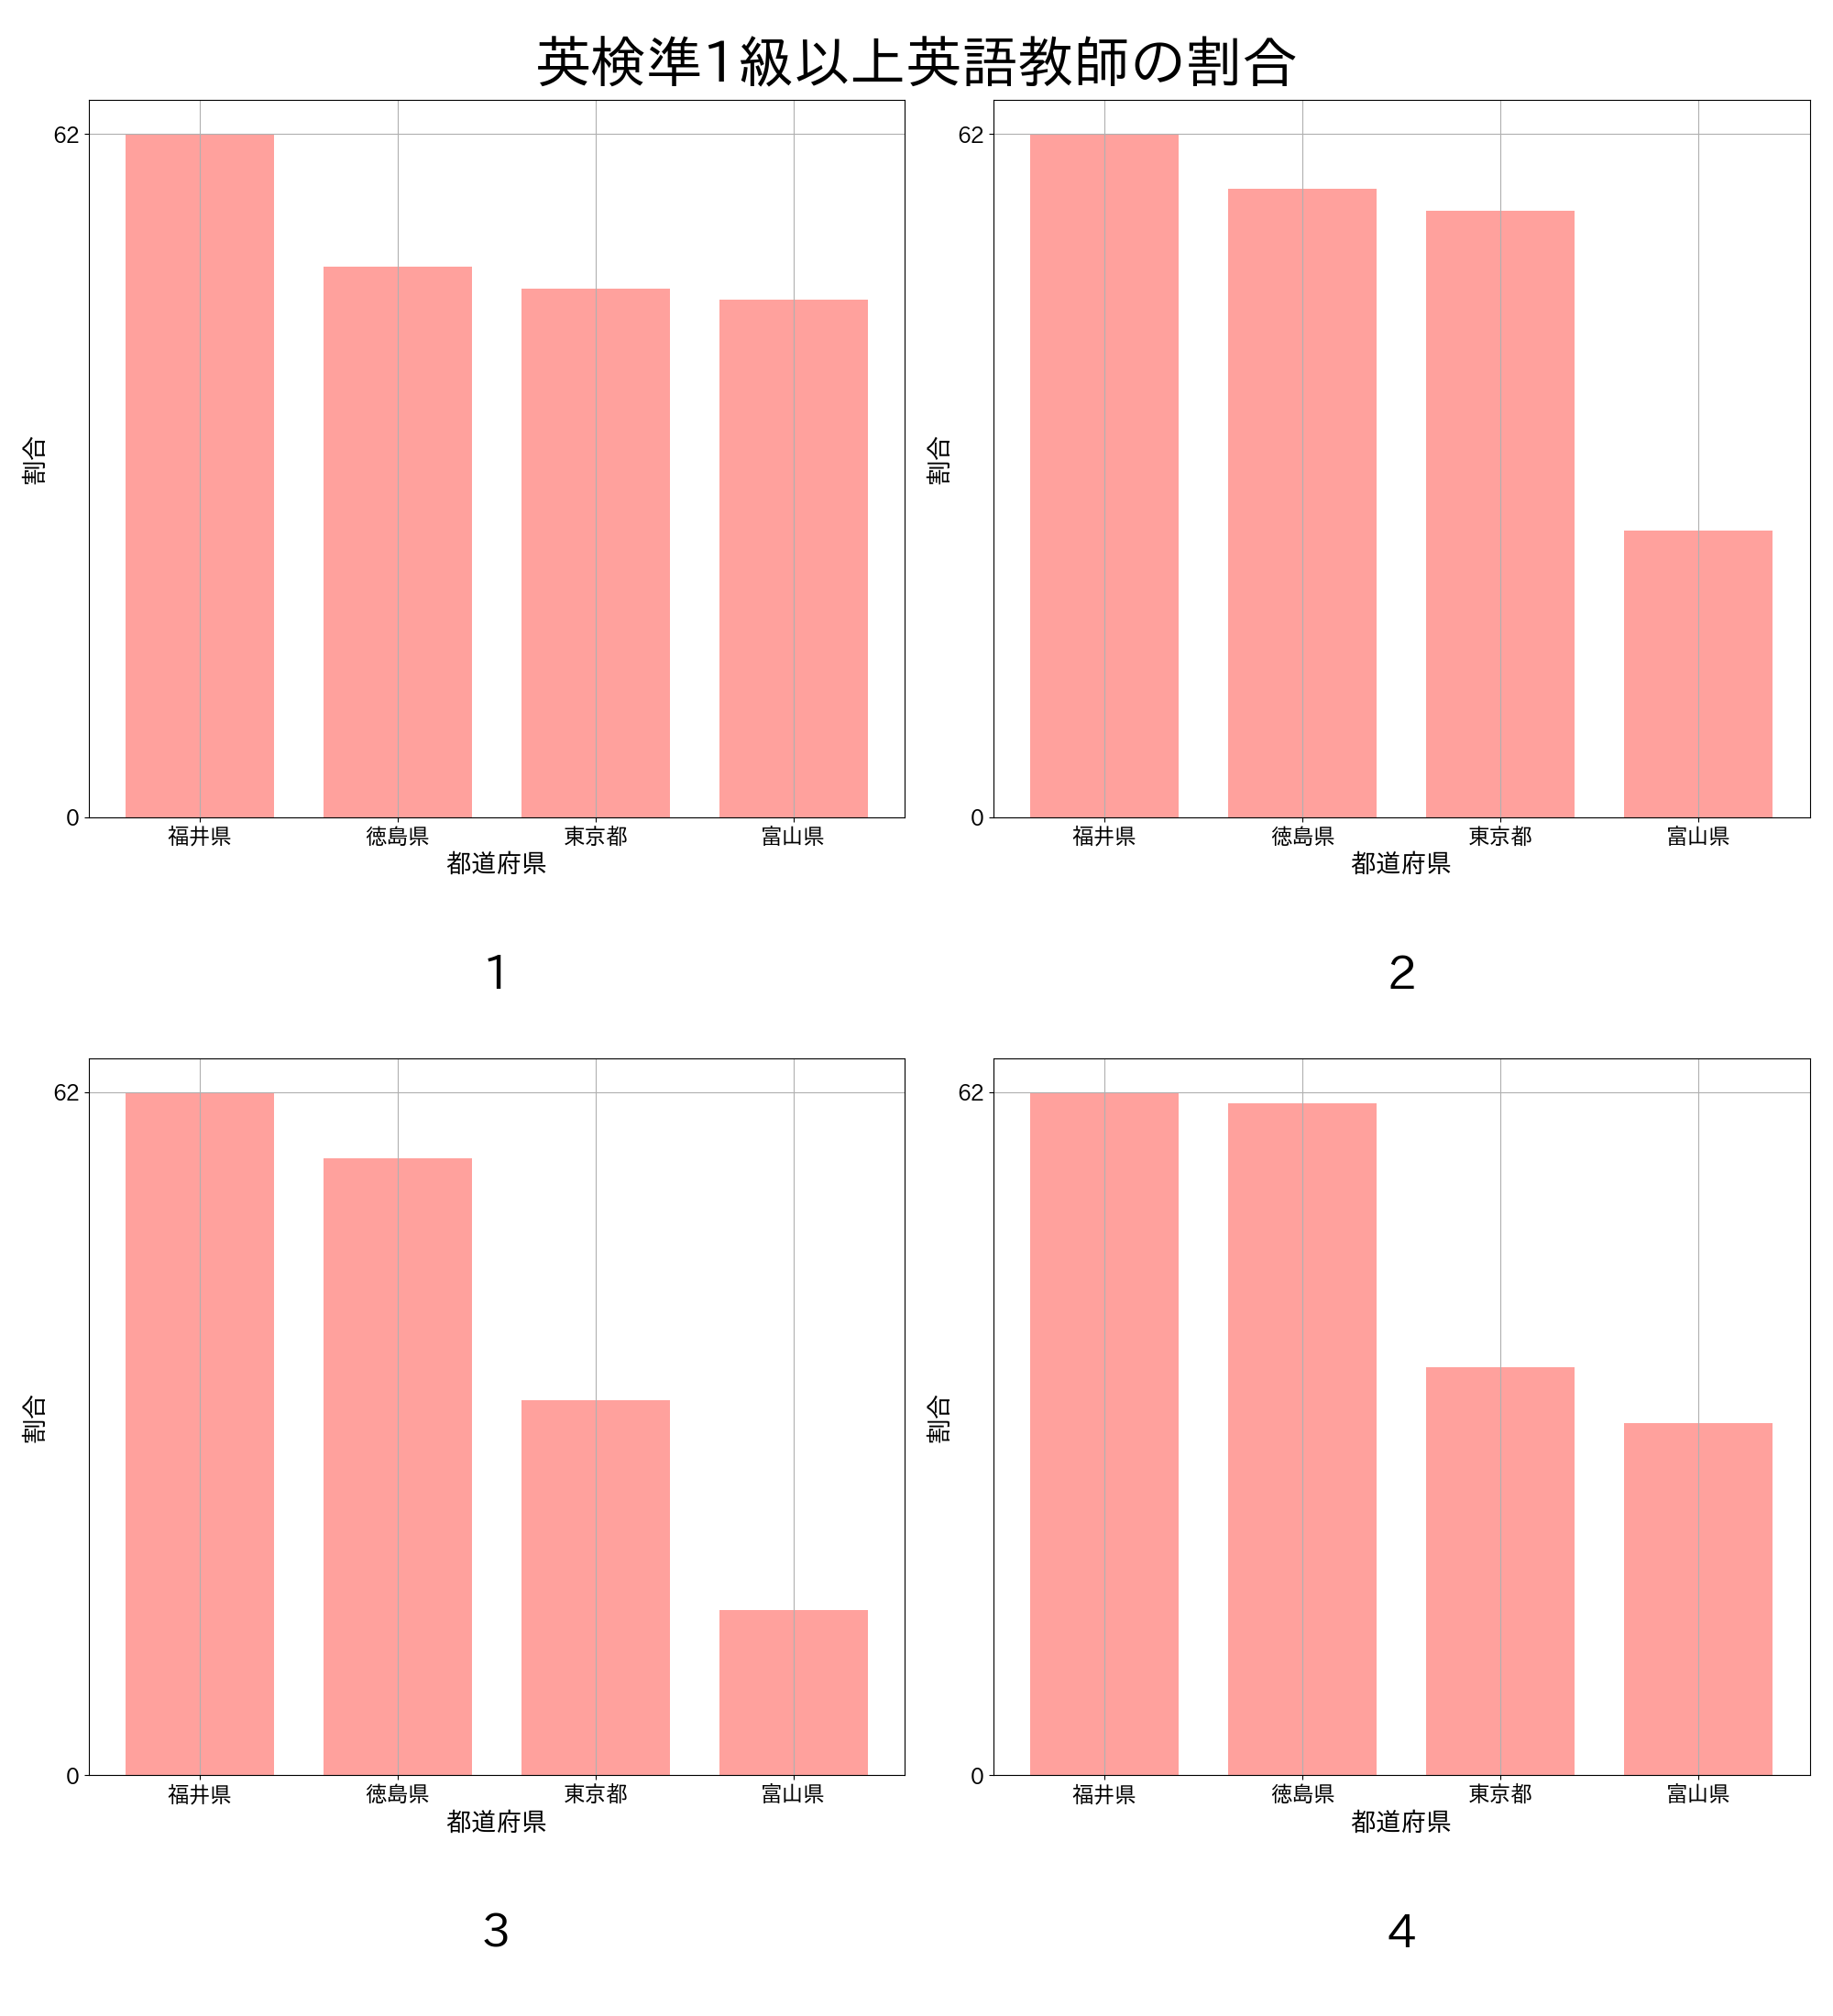 英検準1級以上英語教師の割合
62
0
割合
福井県 徳島県 東京都 富山県
都道府県
1
62
0
割合
福井県 徳島県 東京都 富山県
都道府県
2
62
0
割合
福井県 徳島県 東京都 富山県
都道府県
3
62
0
割合
福井県 徳島県 東京都 富山県
都道府県
4